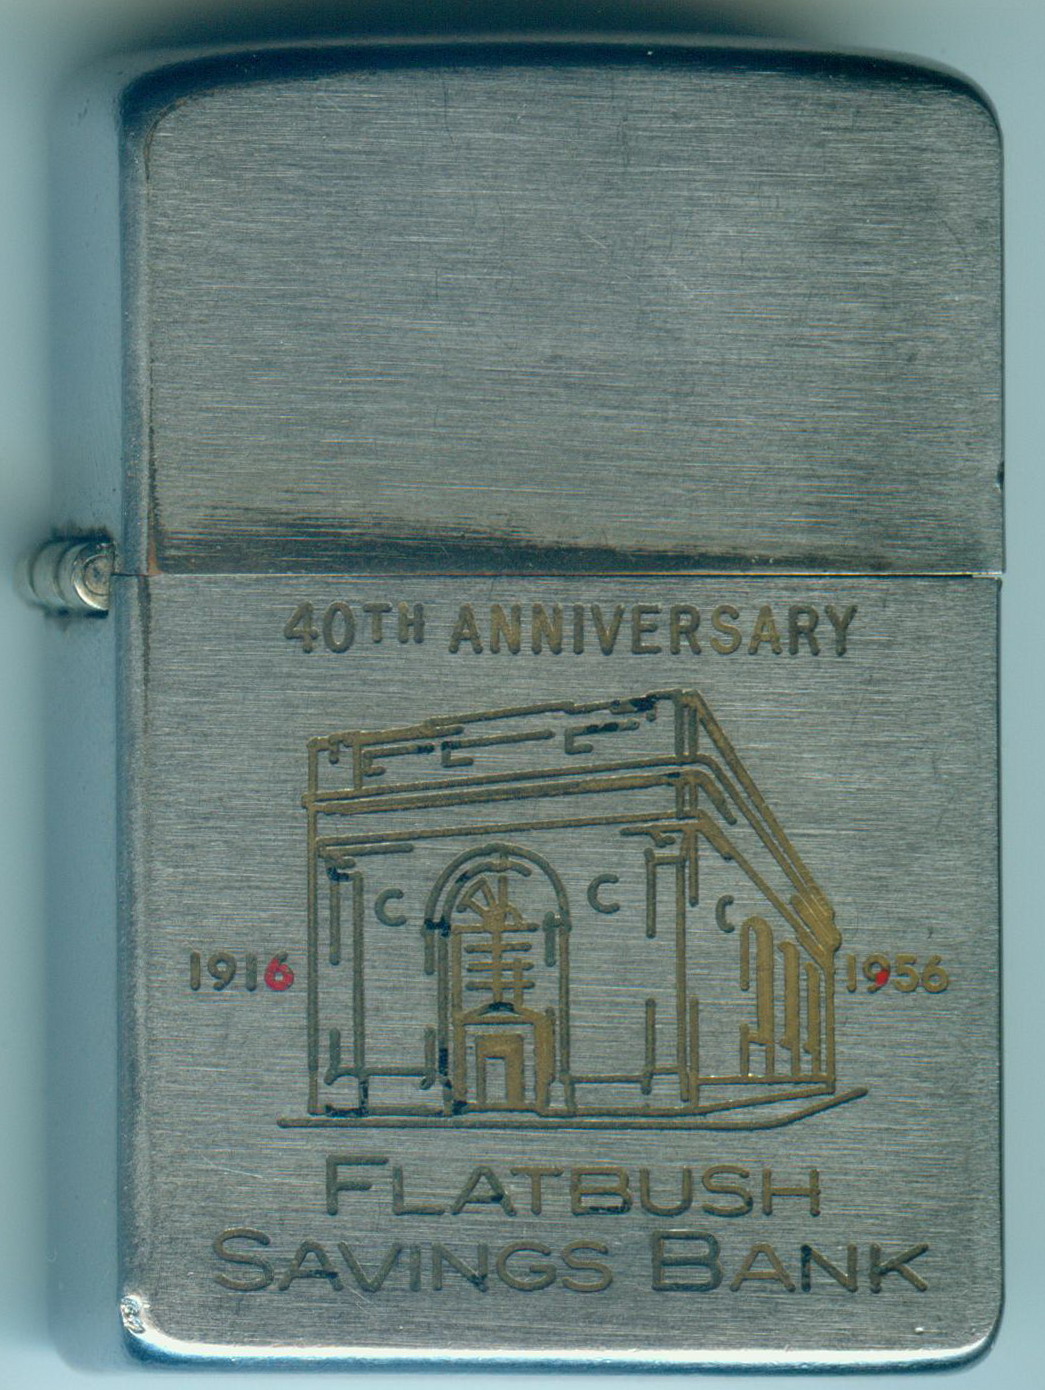 40TH ANNIVERSARY
1916 1956
FLATBUSH
SAVINGS BANK